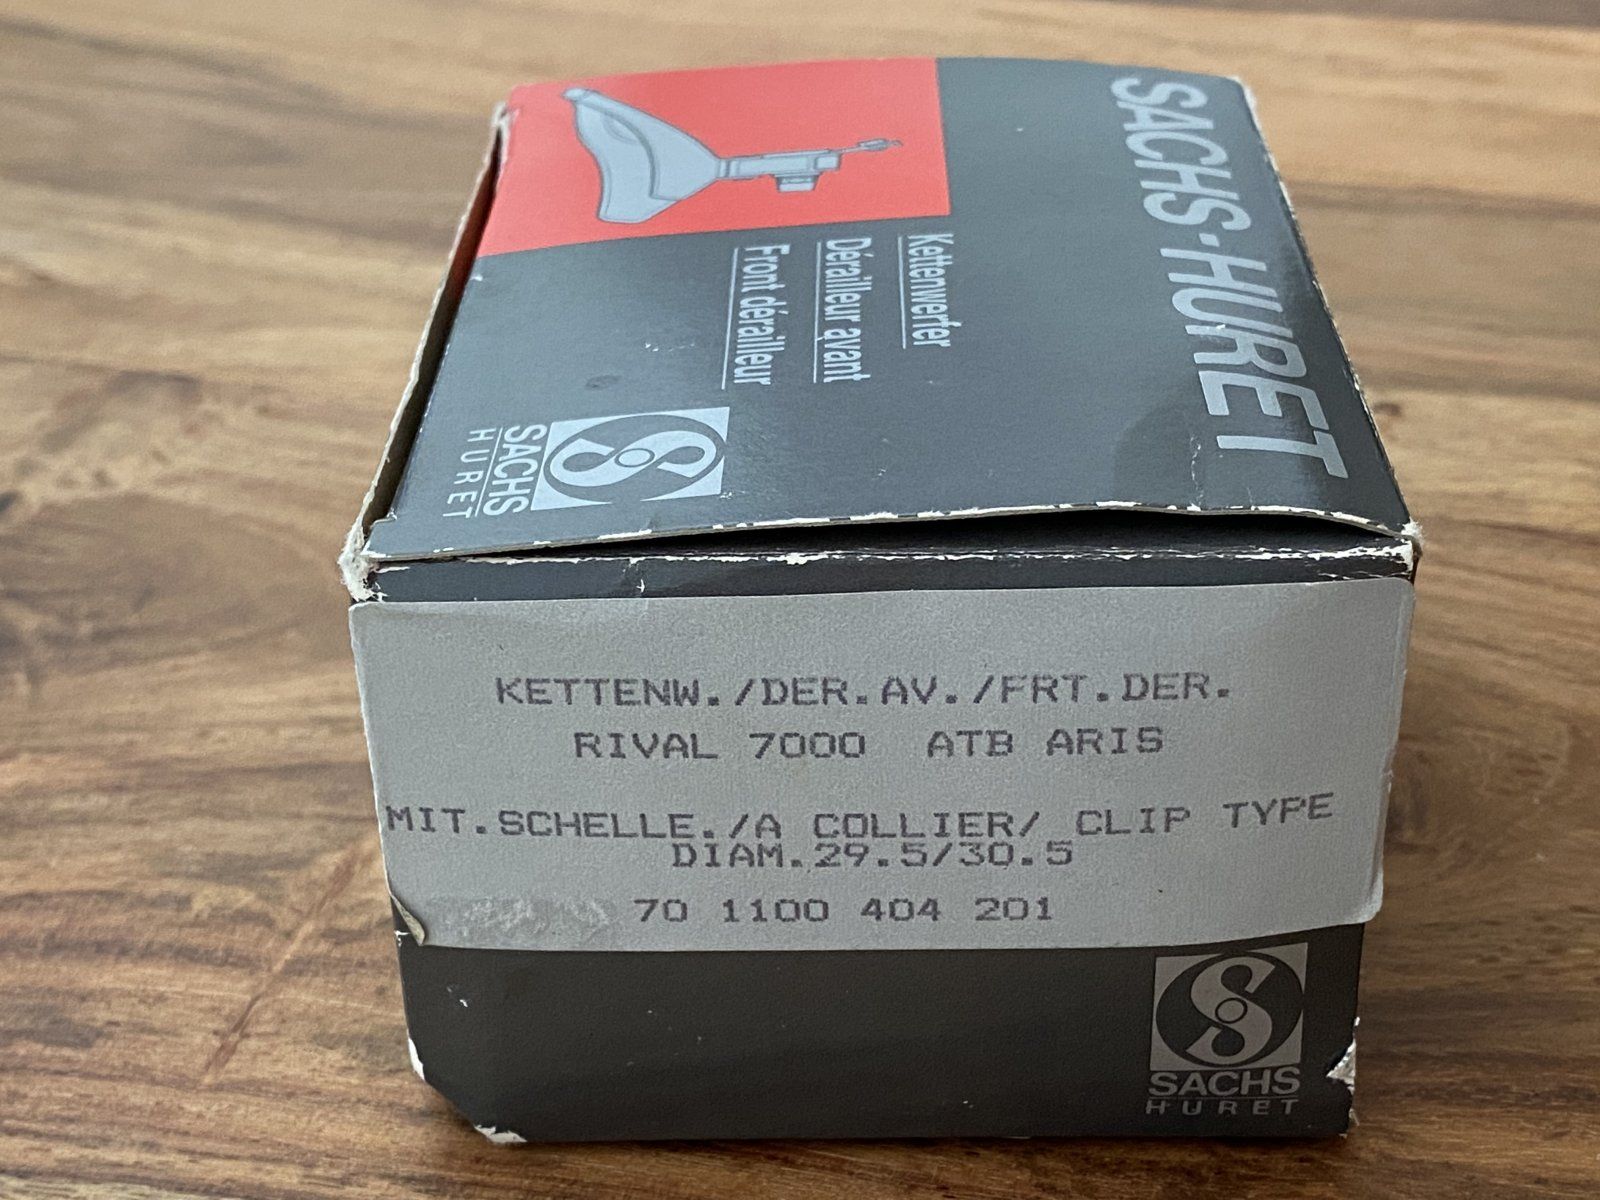 SACHS·HURET
Kettenwerfer
Dérailleur avant
Front dérailleur
SACHS
HURET
KETTENW./DER.AV./FRT.DER.
RIVAL 7000 ATB ARIS
MIT.SCHELLE./A COLLIER/ CLIP TYPE
DIAM.29.5/30.5
70 1100 404 201
SACHS
HURET